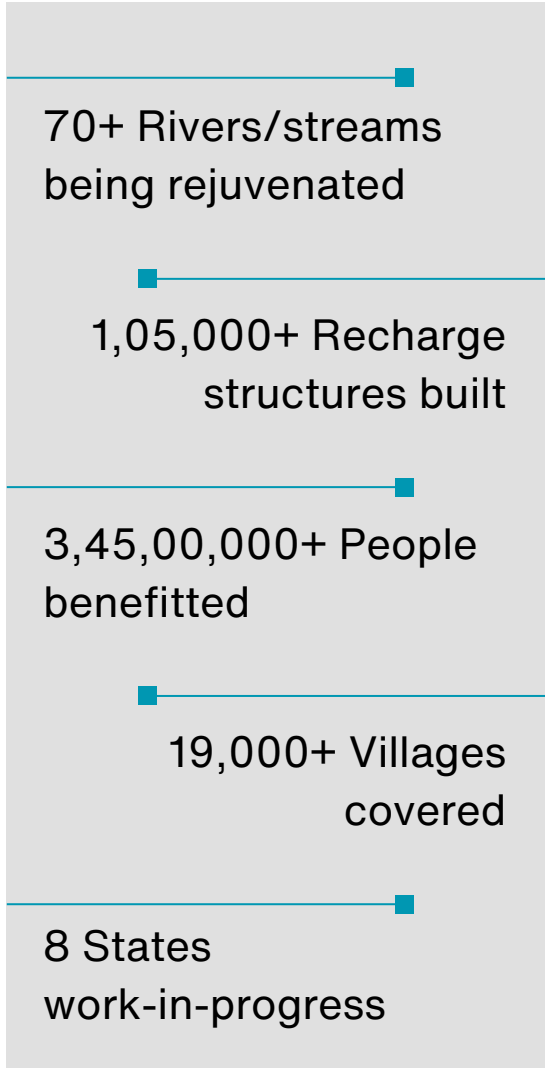 70+ Rivers/streams
being rejuvenated
1,05,000+ Recharge
structures built
3,45,00,000+ People
benefitted
19,000+ Villages
covered
8 States
work-in-progress